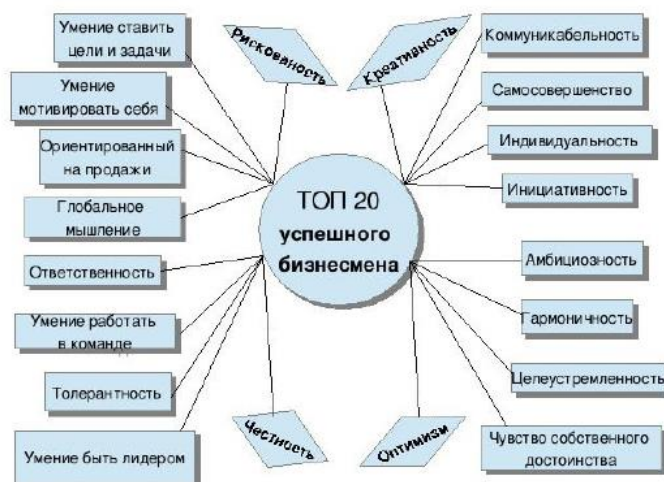 Умение ставить
цели и задачи
Рискованость
Креативность
Коммуникабельность
Умение
мотивировать себя
Самосовершенство
Ориентированный
на продажи
Индивидуальность
Глобальное
мышление
Инициативность
ТОП 20
успешного
бизнесмена
Ответственность
Амбициозность
Умение работать
в команде
Гармоничность
Толерантность
Целеустремленность
Умение быть лидером
Честность
Оптимизм
Чувство собственного
достоинства